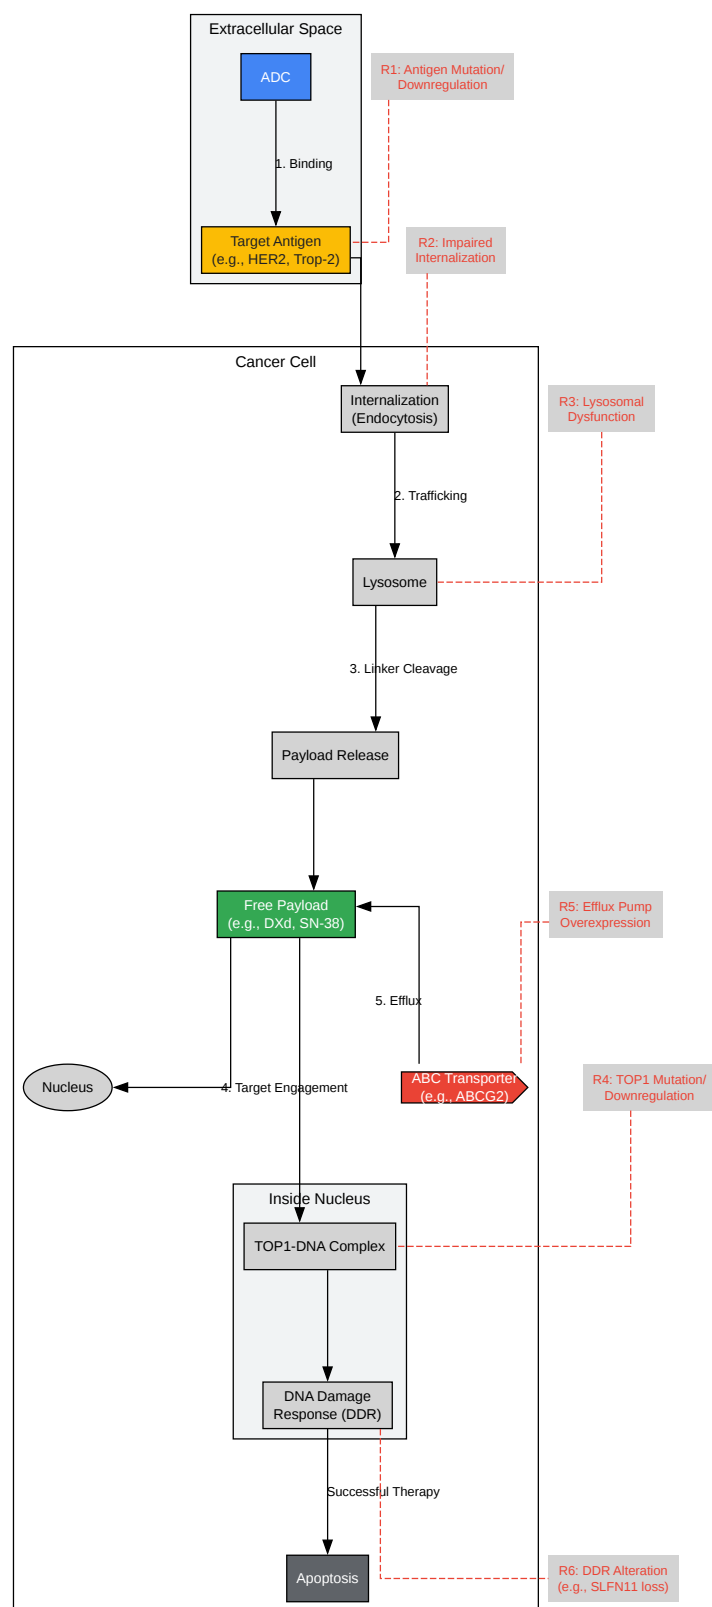 Extracellular Space
ADC
R1: Antigen Mutation/
Downregulation
1. Binding
Target Antigen
(e.g., HER2, Trop-2)
R2: Impaired
Internalization
Cancer Cell
Internalization
(Endocytosis)
R3: Lysosomal
Dysfunction
2. Trafficking
Lysosome
3. Linker Cleavage
Payload Release
Free Payload
(e.g., DXd, SN-38)
R5: Efflux Pump
Overexpression
5. Efflux
Nucleus
4. Target Engagement
ABC Transporter
(e.g., ABCG2)
R4: TOP1 Mutation/
Downregulation
Inside Nucleus
TOP1-DNA Complex
DNA Damage
Response (DDR)
Successful Therapy
Apoptosis
R6: DDR Alteration
(e.g., SLFN11 loss)